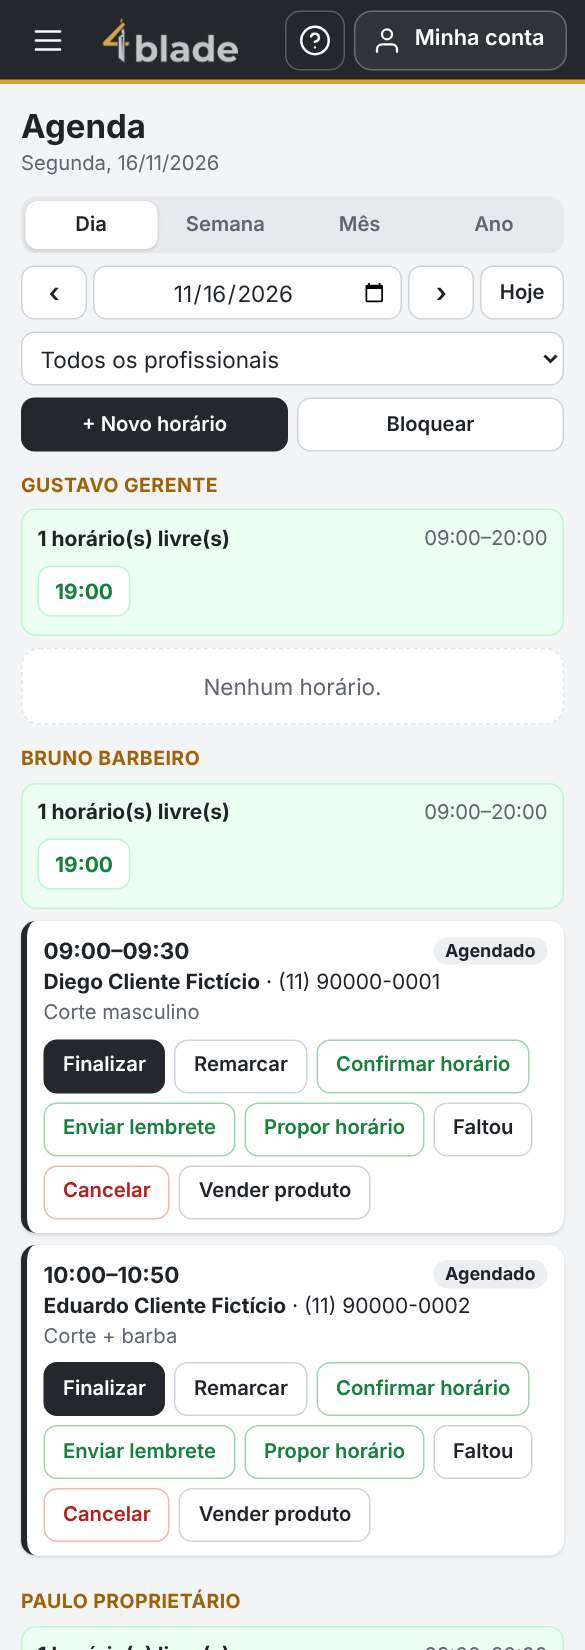 4blade
Minha conta
Agenda
Segunda, 16/11/2026
Dia Semana Mês Ano
‹ 11/16/2026 › Hoje
Todos os profissionais
+ Novo horário Bloquear
GUSTAVO GERENTE
1 horário(s) livre(s) 09:00–20:00
19:00
Nenhum horário.
BRUNO BARBEIRO
1 horário(s) livre(s) 09:00–20:00
19:00
09:00–09:30 Agendado
Diego Cliente Fictício · (11) 90000-0001
Corte masculino
Finalizar Remarcar Confirmar horário
Enviar lembrete Propor horário Faltou
Cancelar Vender produto
10:00–10:50 Agendado
Eduardo Cliente Fictício · (11) 90000-0002
Corte + barba
Finalizar Remarcar Confirmar horário
Enviar lembrete Propor horário Faltou
Cancelar Vender produto
PAULO PROPRIETÁRIO